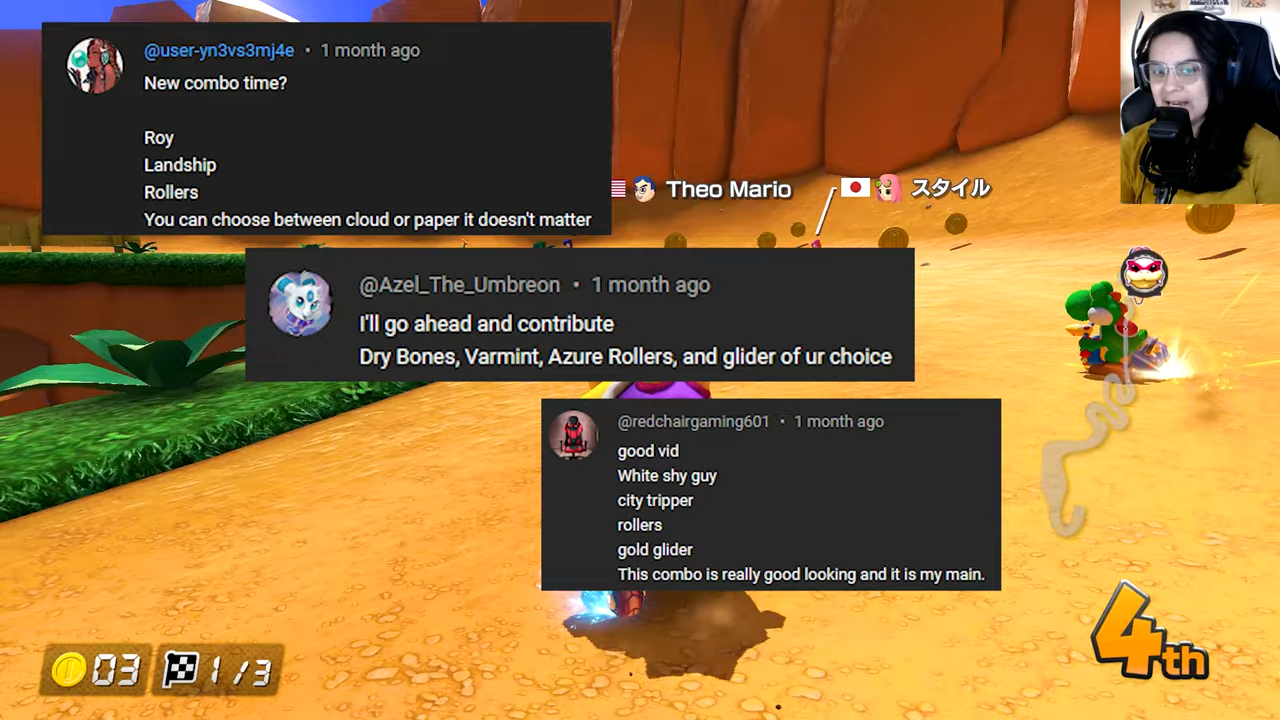 @user-yn3vs3mj4e • 1 month ago
New combo time?
Roy
Landship
Rollers
You can choose between cloud or paper it doesn't matter
Theo Mario
スタイル
@Azel_The_Umbreon • 1 month ago
I'll go ahead and contribute
Dry Bones, Varmint, Azure Rollers, and glider of ur choice
@redchairgaming601 • 1 month ago
good vid
White shy guy
city tripper
rollers
gold glider
This combo is really good looking and it is my main.
03 1/3
4th